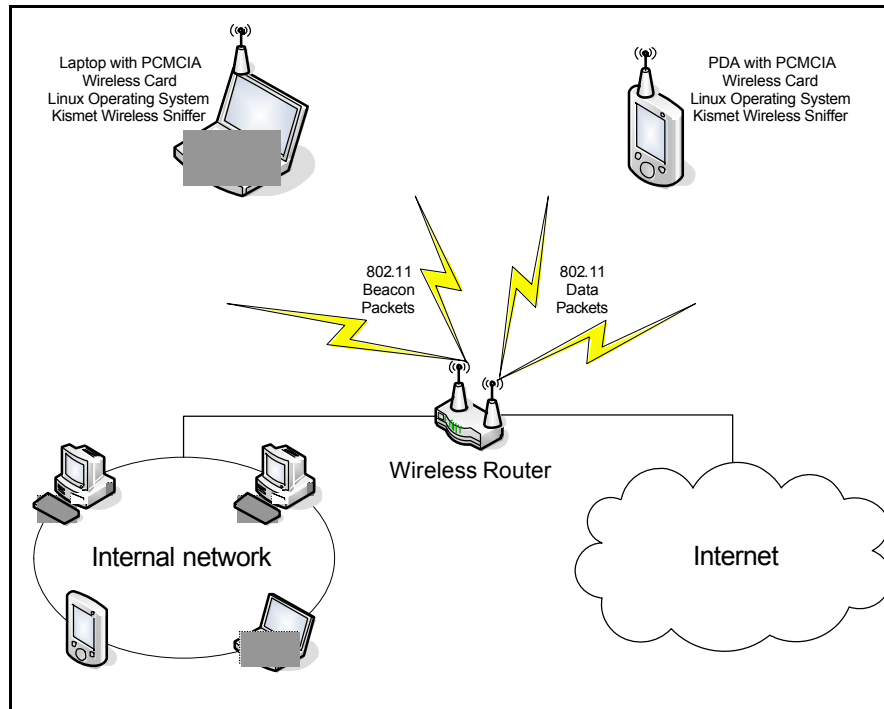 Laptop with PCMCIA
Wireless Card
Linux Operating System
Kismet Wireless Sniffer
PDA with PCMCIA
Wireless Card
Linux Operating System
Kismet Wireless Sniffer
802.11
Beacon
Packets
802.11
Data
Packets
Wireless Router
Internal network
Internet